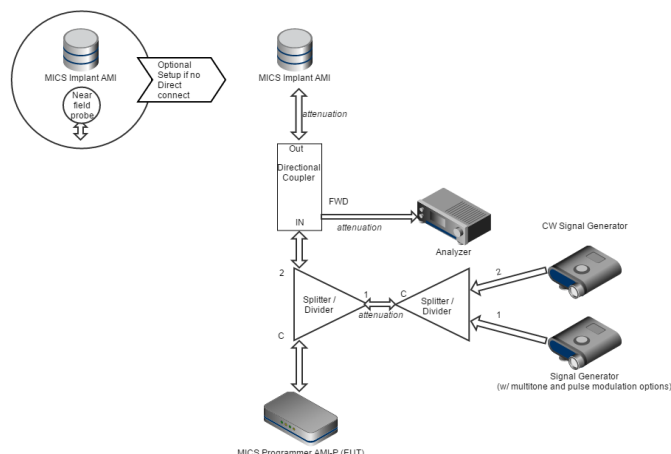 MICS Implant AMI
Near
field
probe
Optional
Setup if no
Direct
connect
MICS Implant AMI
attenuation
Out
Directional
Coupler
FWD
IN
attenuation
Analyzer
CW Signal Generator
2
Splitter /
Divider
1
attenuation
C
Splitter /
Divider
2
1
C
Signal Generator
(w/ multitone and pulse modulation options)
MICS Programmer AMI-P (EUT)